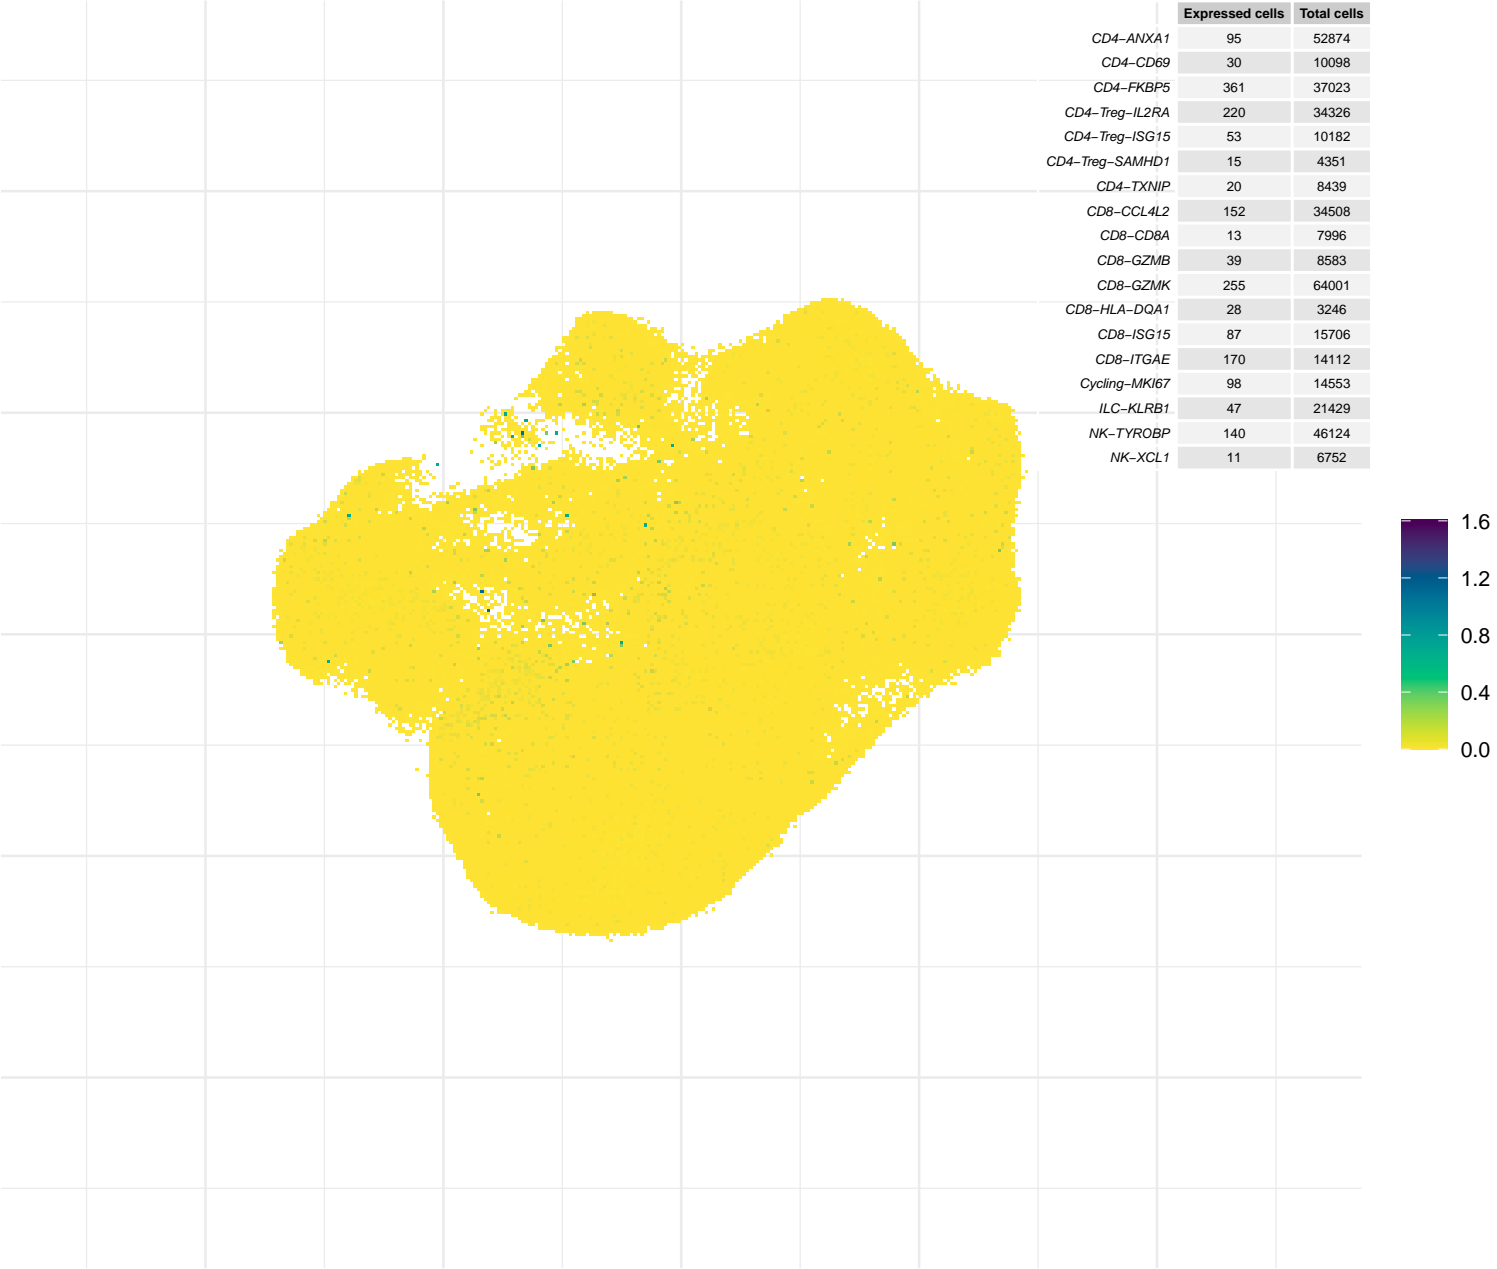 Expressed cells Total cells
CD4−ANXA1 95 52874
CD4−CD69 30 10098
CD4−FKBP5 361 37023
CD4−Treg−IL2RA 220 34326
CD4−Treg−ISG15 53 10182
CD4−Treg−SAMHD1 15 4351
CD4−TXNIP 20 8439
CD8−CCL4L2 152 34508
CD8−CD8A 13 7996
CD8−GZMB 39 8583
CD8−GZMK 255 64001
CD8−HLA−DQA1 28 3246
CD8−ISG15 87 15706
CD8−ITGAE 170 14112
Cycling−MKI67 98 14553
ILC−KLRB1 47 21429
NK−TYROBP 140 46124
NK−XCL1 11 6752
1.6
1.2
0.8
0.4
0.0